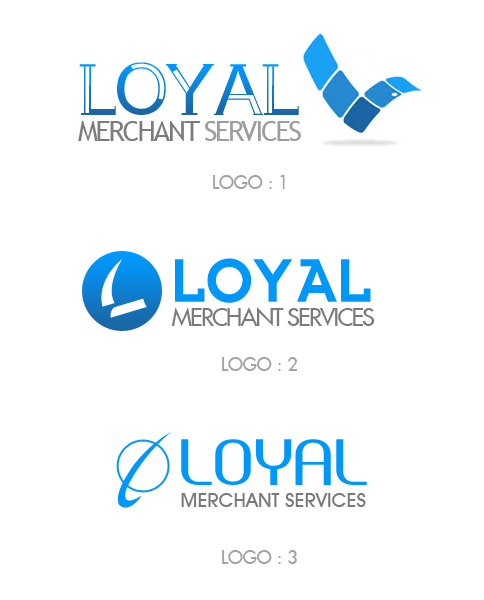 LOYAL
MERCHANT SERVICES
LOGO : 1
LOYAL
MERCHANT SERVICES
LOGO : 2
LOYAL
MERCHANT SERVICES
LOGO : 3